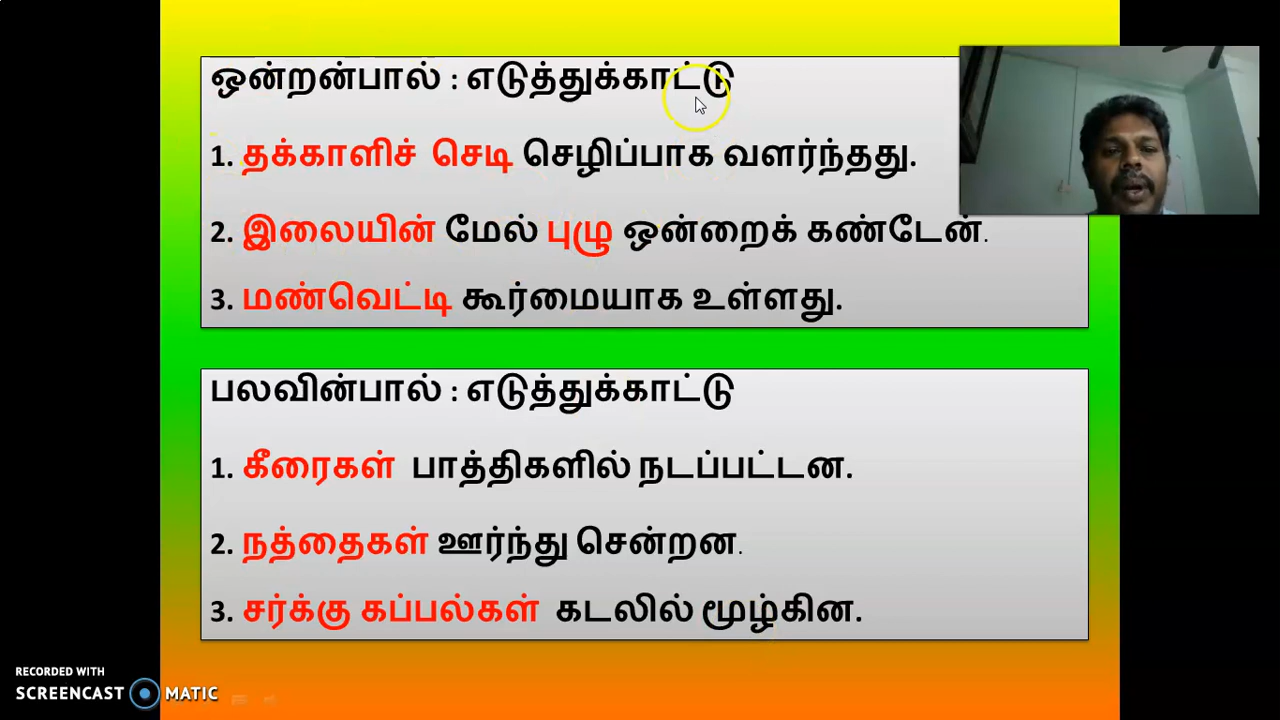 ஒன்றன்பால் : எடுத்துக்காட்டு
1. தக்காளிச் செடி செழிப்பாக வளர்ந்தது.
2. இலையின் மேல் புழு ஒன்றைக் கண்டேன்.
3. மண்வெட்டி கூர்மையாக உள்ளது.
பலவின்பால் : எடுத்துக்காட்டு
1. கீரைகள் பாத்திகளில் நடப்பட்டன.
2. நத்தைகள் ஊர்ந்து சென்றன.
3. சர்க்கு கப்பல்கள் கடலில் மூழ்கின.
RECORDED WITH
SCREENCAST MATIC